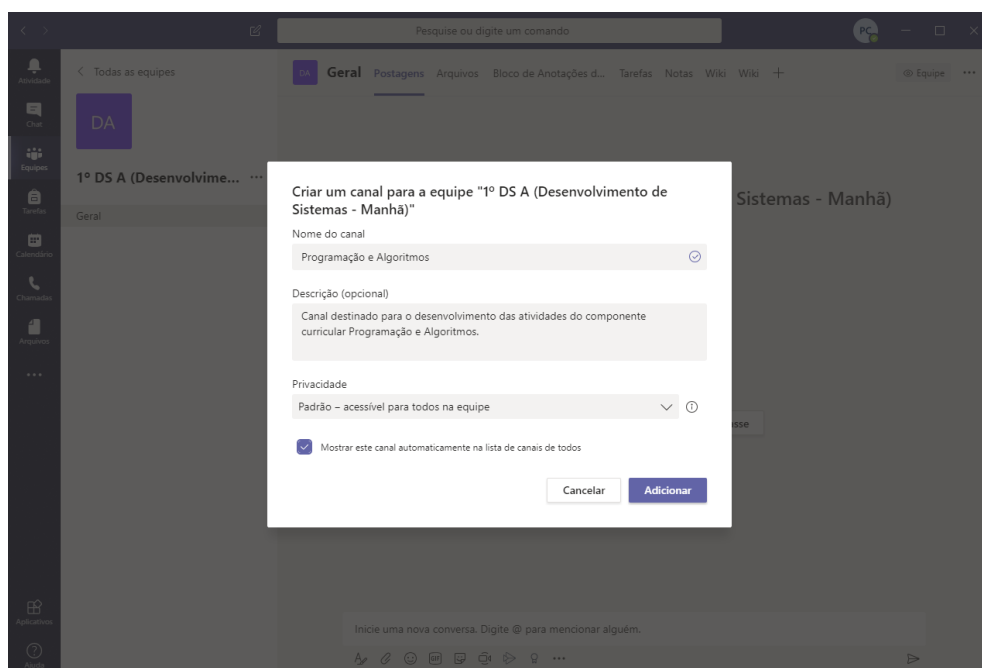 Pesquise ou digite um comando
PC
Atividade
Chat
Equipes
Tarefas
Calendário
Chamadas
Arquivos
Aplicativos
Ajuda
Todas as equipes
DA
1º DS A (Desenvolvime...
Geral
DA Geral Postagens Arquivos Bloco de Anotações d... Tarefas Notas Wiki Wiki
Equipe
Sistemas - Manhã)
sse
Criar um canal para a equipe "1º DS A (Desenvolvimento de
Sistemas - Manhã)"
Nome do canal
Programação e Algoritmos
Descrição (opcional)
Canal destinado para o desenvolvimento das atividades do componente
curricular Programação e Algoritmos.
Privacidade
Padrão – acessível para todos na equipe
Mostrar este canal automaticamente na lista de canais de todos
Cancelar Adicionar
Inicie uma nova conversa. Digite @ para mencionar alguém.
GIF